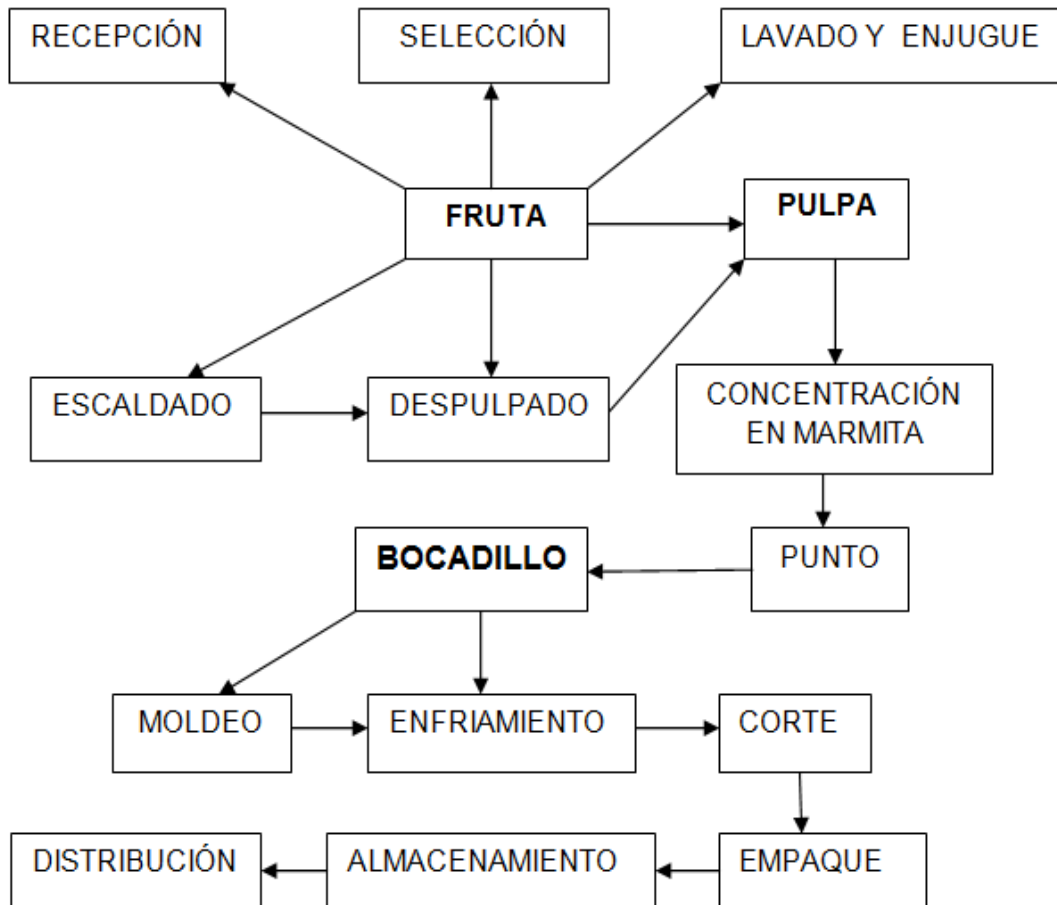 RECEPCIÓN
SELECCIÓN
LAVADO Y ENJUGUE
FRUTA
PULPA
ESCALDADO
DESPULPADO
CONCENTRACIÓN
EN MARMITA
BOCADILLO
PUNTO
MOLDEO
ENFRIAMIENTO
CORTE
DISTRIBUCIÓN
ALMACENAMIENTO
EMPAQUE